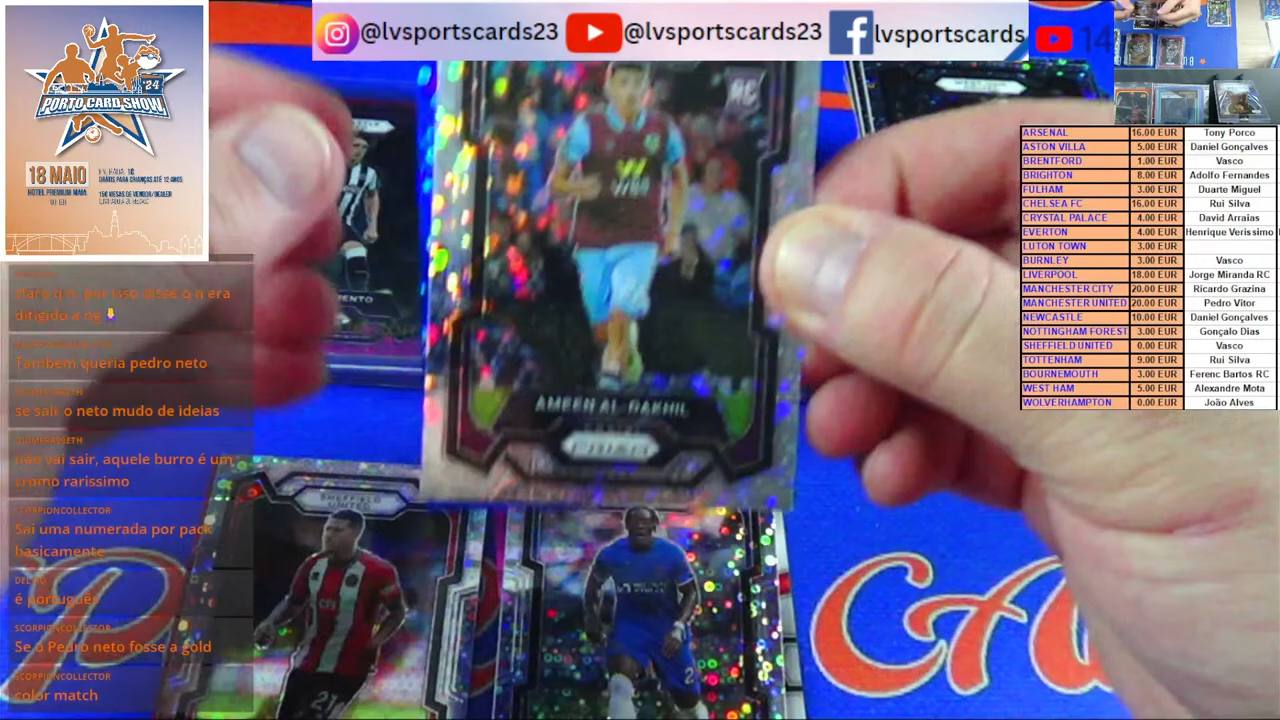 @lvsportscards23
@lvsportscards23
lvsportscards
14
PORTO CARD SHOW
'24
18 MAIO
HOTEL PREMIUM MAIA
claro q n, por isso disse q n era
ditigido a ng
Tambem queria pedro neto
se sair o neto mudo de ideias
não vai sair, aquele burro é um
cromo rarissimo
SCORPIONCOLLECTOR
Sai uma numerada por pack
basicamente
é português
SCORPIONCOLLECTOR
Se o Pedro neto fosse a gold
SCORPIONCOLLECTOR
color match
RC
AMEEN AL-DAKHIL
PRIZM
SHEFFIELD
UNITED
ARSENAL 16.00 EUR Tony Porco
ASTON VILLA 5.00 EUR Daniel Gonçalves
BRENTFORD 1.00 EUR Vasco
BRIGHTON 8.00 EUR Adolfo Fernandes
FULHAM 3.00 EUR Duarte Miguel
CHELSEA FC 16.00 EUR Rui Silva
CRYSTAL PALACE 4.00 EUR David Arraias
EVERTON 4.00 EUR Henrique Verissimo
LUTON TOWN 3.00 EUR
BURNLEY 3.00 EUR Vasco
LIVERPOOL 18.00 EUR Jorge Miranda RC
MANCHESTER CITY 20.00 EUR Ricardo Grazina
MANCHESTER UNITED 20.00 EUR Pedro Vitor
NEWCASTLE 10.00 EUR Daniel Gonçalves
NOTTINGHAM FOREST 3.00 EUR Gonçalo Dias
SHEFFIELD UNITED 0.00 EUR Vasco
TOTTENHAM 9.00 EUR Rui Silva
BOURNEMOUTH 3.00 EUR Ferenc Bartos RC
WEST HAM 5.00 EUR Alexandre Mota
WOLVERHAMPTON 0.00 EUR João Alves